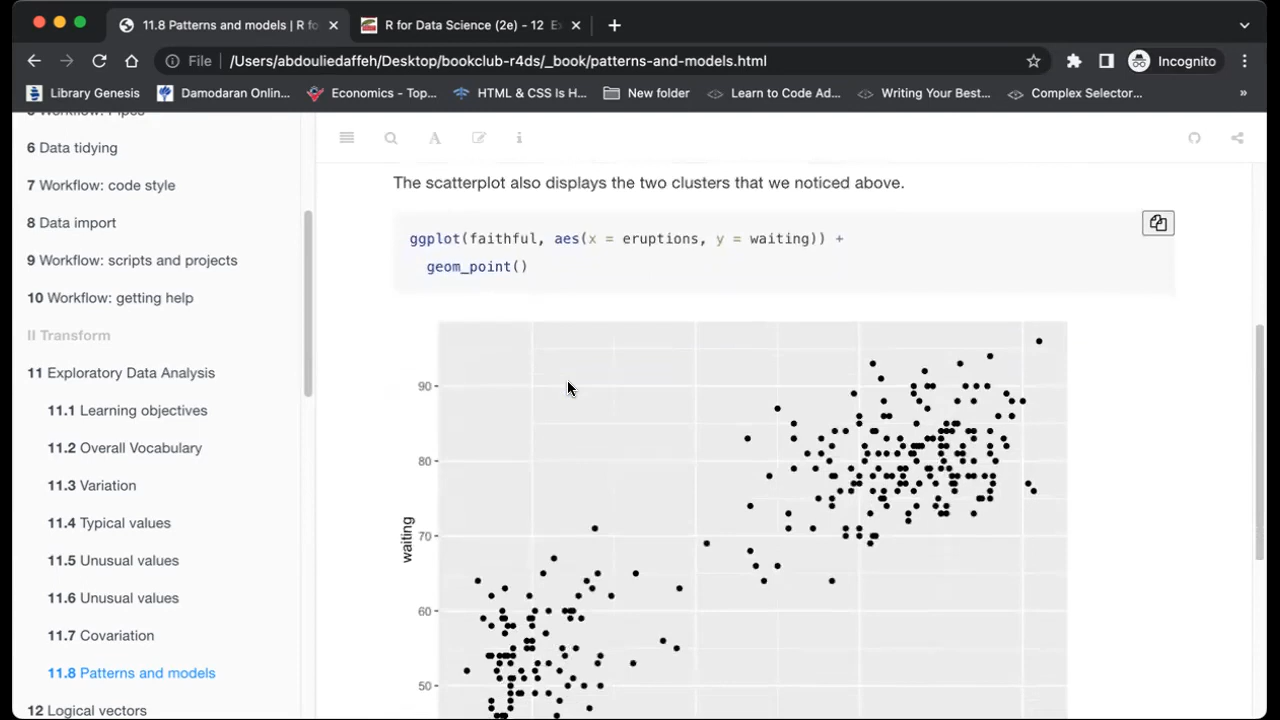 11.8 Patterns and models | R fo
R for Data Science (2e) - 12 Ex
File
/Users/abdouliedaffeh/Desktop/bookclub-r4ds/_book/patterns-and-models.html
Incognito
Library Genesis
Damodaran Onlin...
Economics - Top...
HTML & CSS Is H...
New folder
Learn to Code Ad...
Writing Your Best...
Complex Selector...
»
5 Workflow: Pipes
6 Data tidying
7 Workflow: code style
8 Data import
9 Workflow: scripts and projects
10 Workflow: getting help
II Transform
11 Exploratory Data Analysis
11.1 Learning objectives
11.2 Overall Vocabulary
11.3 Variation
11.4 Typical values
11.5 Unusual values
11.6 Unusual values
11.7 Covariation
11.8 Patterns and models
12 Logical vectors
A
i
The scatterplot also displays the two clusters that we noticed above.
ggplot(faithful, aes(x = eruptions, y = waiting)) +
geom_point()
90
80
70
60
50
waiting